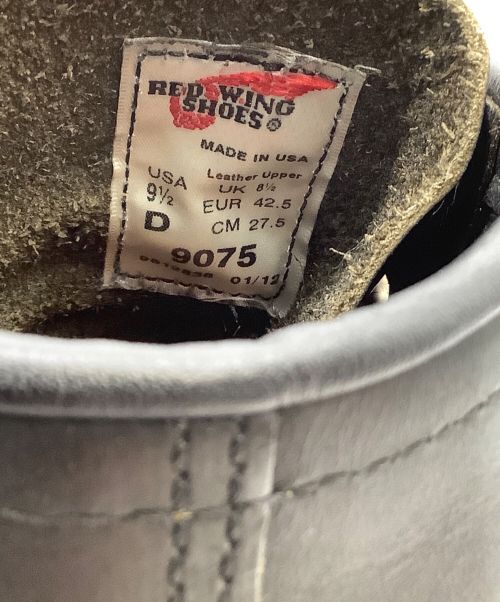 RED WING
SHOES®
MADE IN USA
Leather Upper
USA UK 8½
9½ EUR 42.5
D CM 27.5
9075
01/12